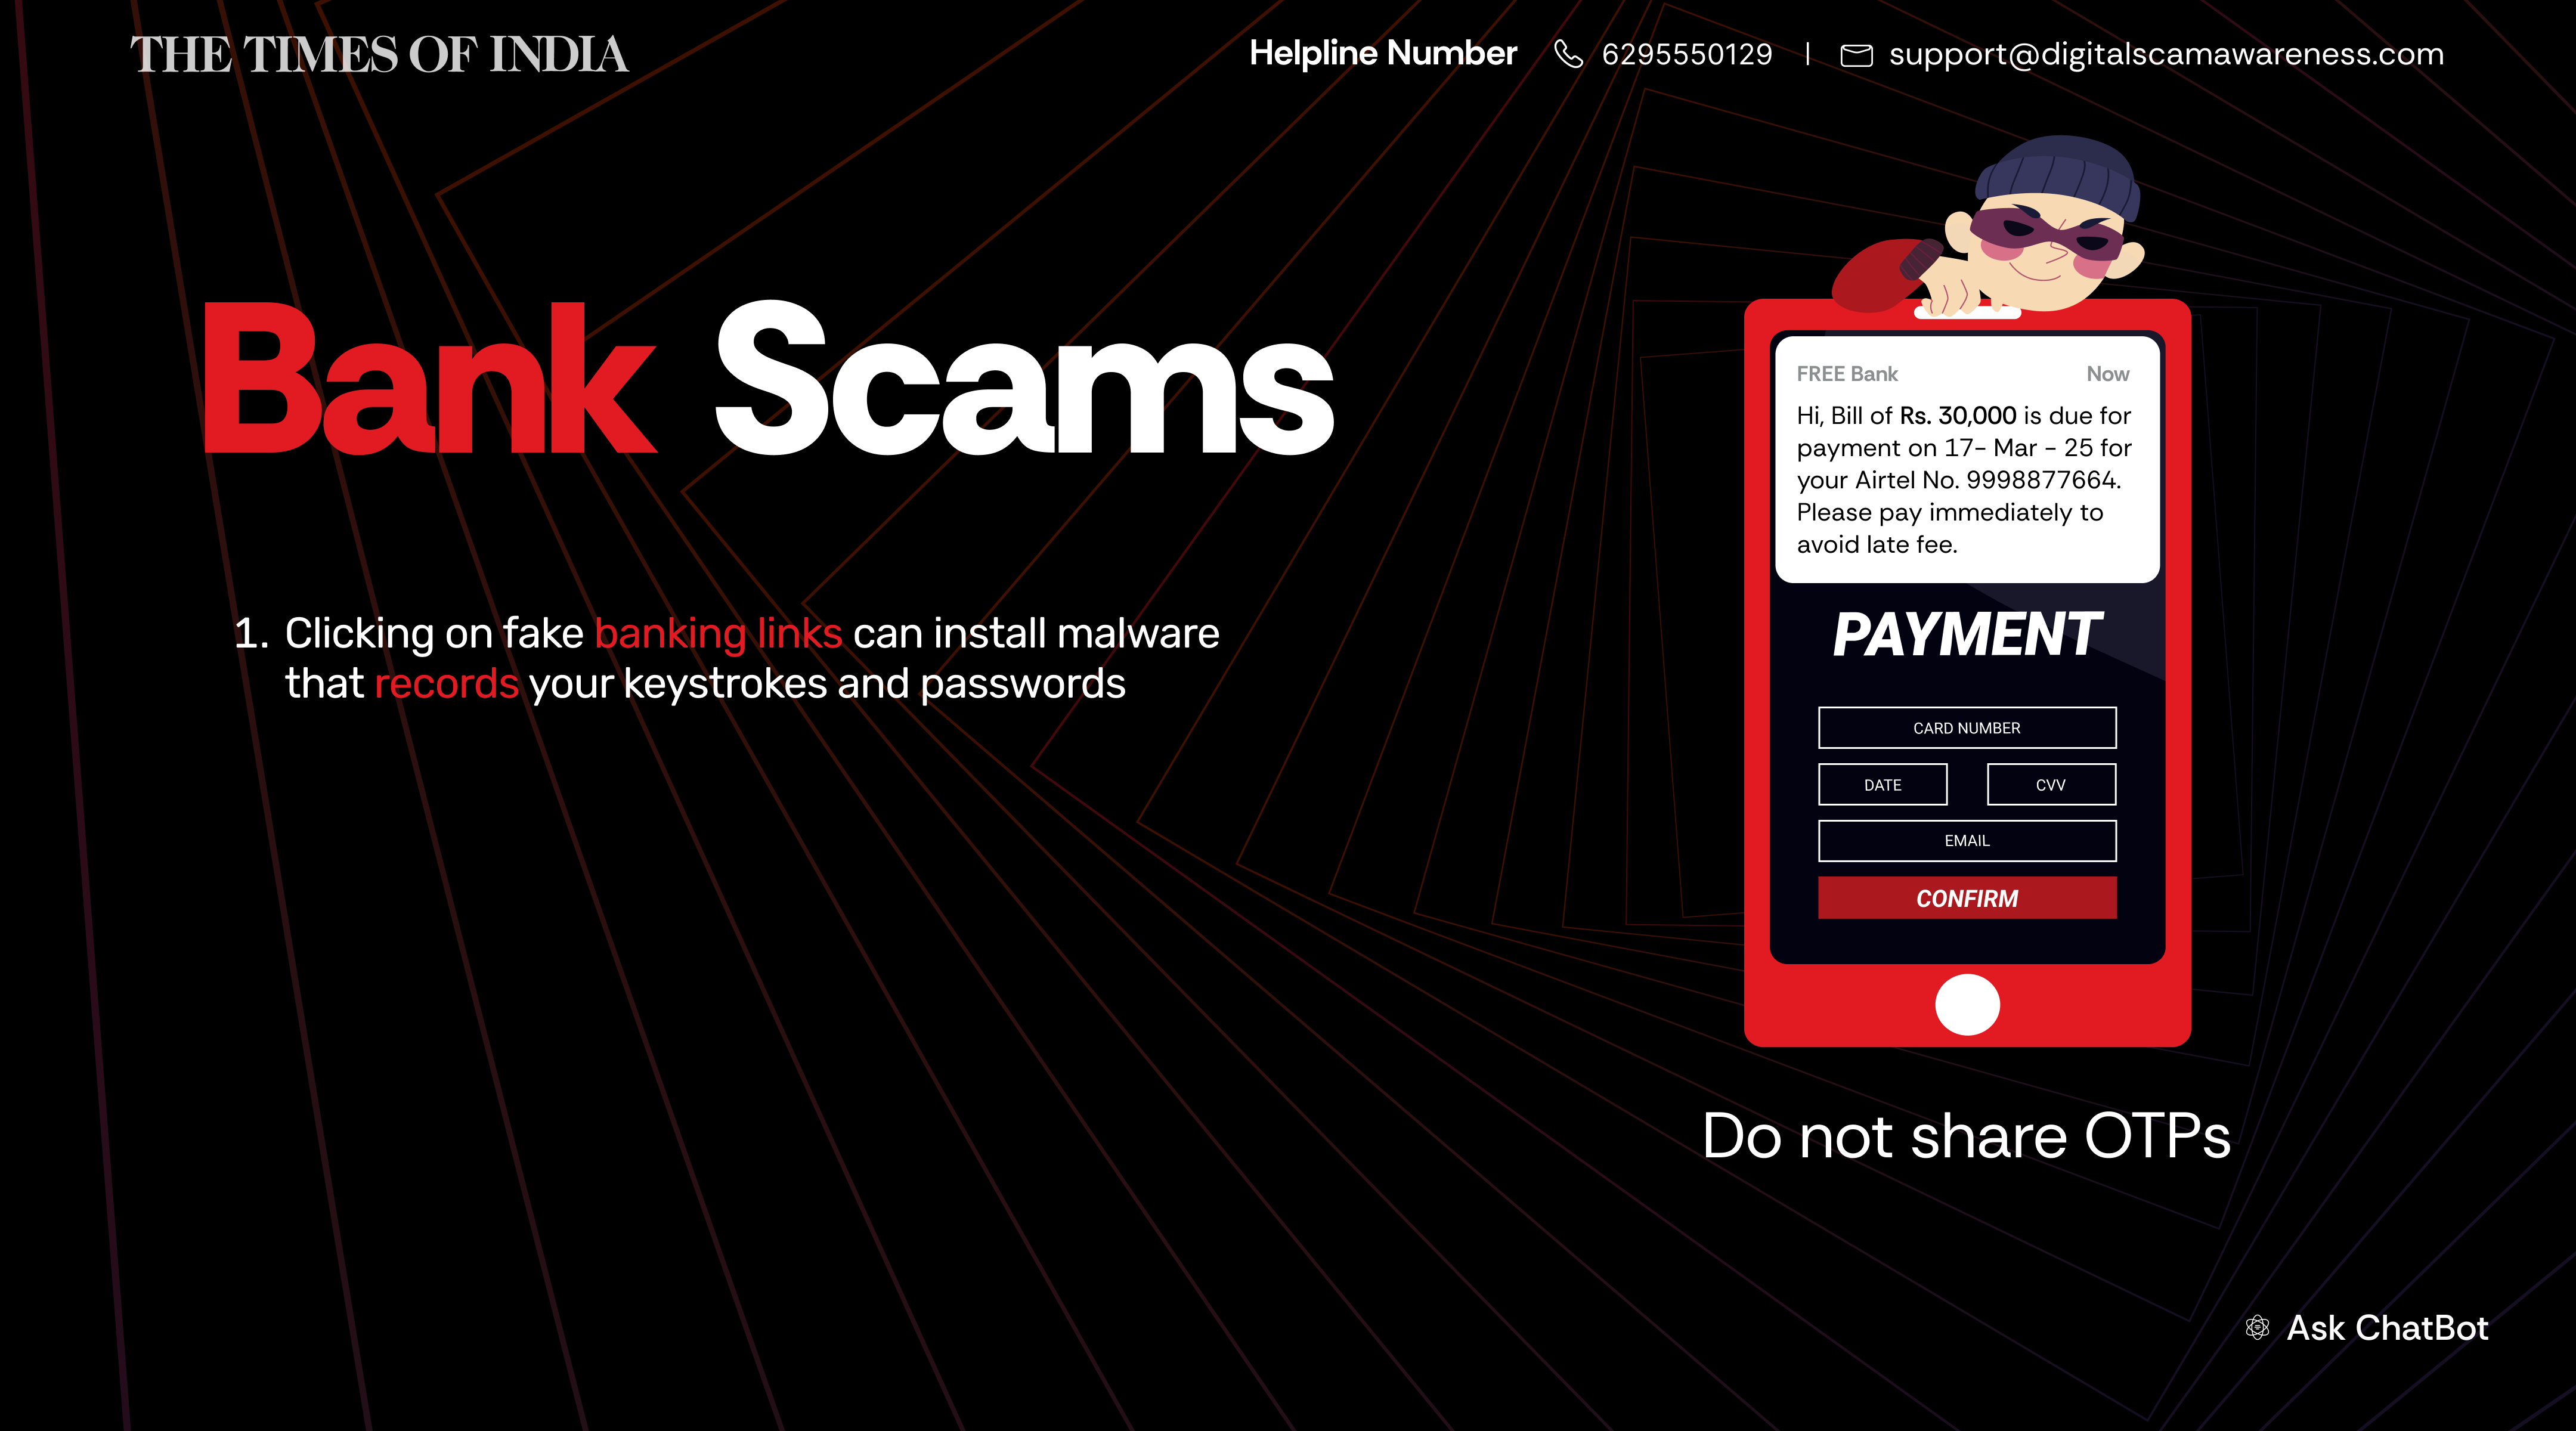 THE TIMES OF INDIA
Helpline Number 6295550129 | support@digitalscamawareness.com
Bank Scams
1. Clicking on fake banking links can install malware
that records your keystrokes and passwords
FREE Bank Now
Hi, Bill of Rs. 30,000 is due for
payment on 17- Mar - 25 for
your Airtel No. 9998877664.
Please pay immediately to
avoid late fee.
PAYMENT
CARD NUMBER
DATE CVV
EMAIL
CONFIRM
Do not share OTPs
Ask ChatBot